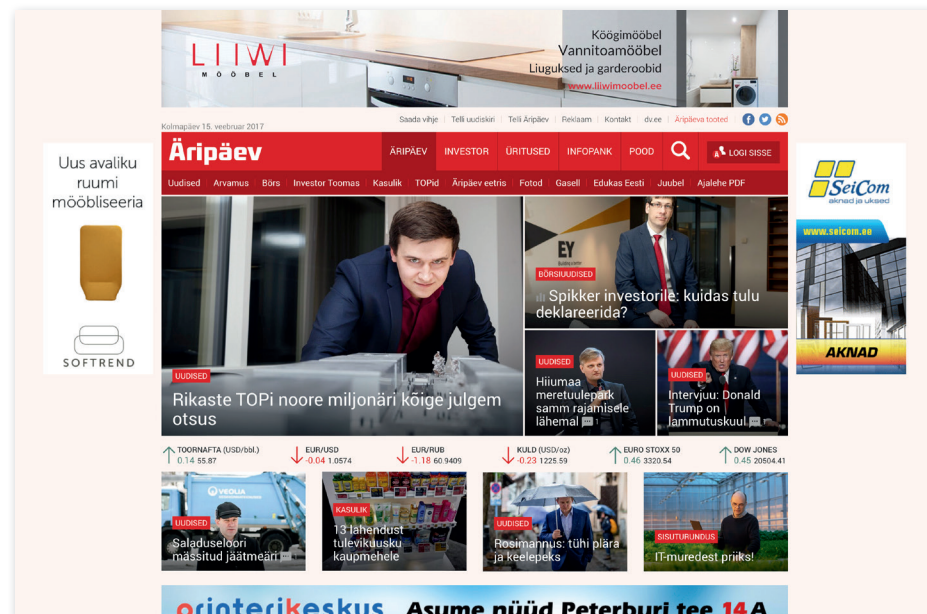 LIIWI
MÖÖBEL
Köögimööbel
Vannitoamööbel
Liuguksed ja garderoobid
www.liiwimoobel.ee
Kolmapäev 15. veebruar 2017
Saada vihje
Telli uudiskiri
Telli Äripäev
Reklaam
Kontakt
dv.ee
Äripäeva tooted
Äripäev
ÄRIPÄEV
INVESTOR
ÜRITUSED
INFOPANK
POOD
LOGI SISSE
Uudised
Arvamus
Börs
Investor Toomas
Kasulik
TOPid
Äripäev eetris
Fotod
Gasell
Edukas Eesti
Juubel
Ajalehe PDF
Uus avaliku
ruumi
mööbliseeria
SOFTREND
SeiCom
aknad ja uksed
www.seicom.ee
AKNAD
UUDISED
Rikaste TOPi noore miljonäri kõige julgem
otsus
EY
BÖRSIUUDISED
Spikker investorile: kuidas tulu
deklareerida?
UUDISED
Hiiumaa
meretuulepark
samm rajamisele
lähemal
UUDISED
Intervjuu: Donald
Trump on
lammutuskuul
TOORNAFTA (USD/bbl.)
0.14 55.87
EUR/USD
-0.04 1.0574
EUR/RUB
-1.18 60.9409
KULD (USD/oz)
-0.23 1225.59
EURO STOXX 50
0.46 3320.54
DOW JONES
0.45 20504.41
VEOLIA
UUDISED
Saladuseloori
mässitud jäätmeäri
KASULIK
13 lahendust
tulevikuusku
kaupmehele
UUDISED
Rosimannus: tühi plära
ja keelepeks
SISUTURUNDUS
IT-muredest priiks!
printerikeskus
Asume nüüd Peterburi tee 14A